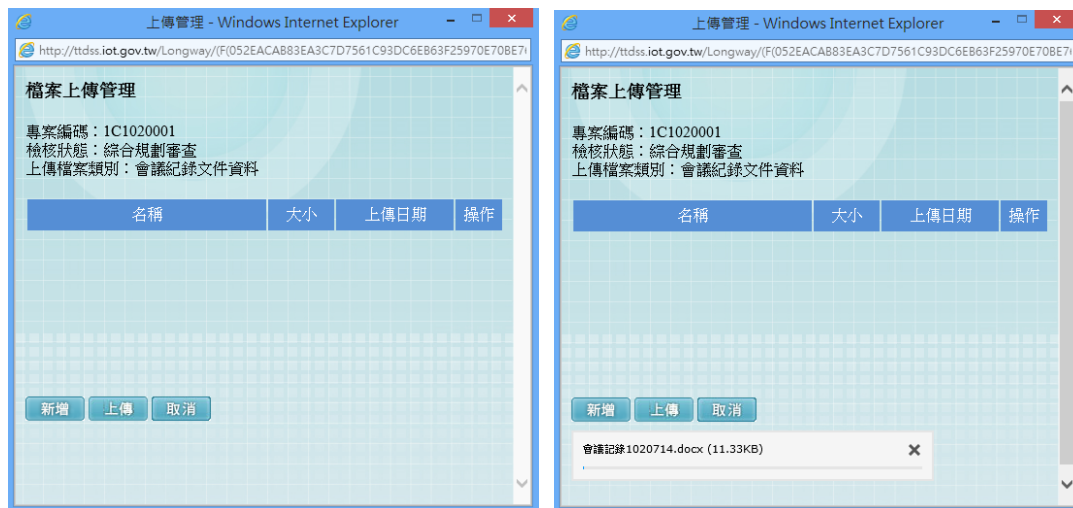 上傳管理 - Windows Internet Explorer
http://ttdss.iot.gov.tw/Longway/(F(052EACAB83EA3C7D7561C93DC6EB63F25970E70BE7
檔案上傳管理
專案編碼：1C1020001
檢核狀態：綜合規劃審查
上傳檔案類別：會議紀錄文件資料
名稱 大小 上傳日期 操作
新增 上傳 取消
上傳管理 - Windows Internet Explorer
http://ttdss.iot.gov.tw/Longway/(F(052EACAB83EA3C7D7561C93DC6EB63F25970E70BE7
檔案上傳管理
專案編碼：1C1020001
檢核狀態：綜合規劃審查
上傳檔案類別：會議紀錄文件資料
名稱 大小 上傳日期 操作
新增 上傳 取消
會議記錄1020714.docx (11.33KB)